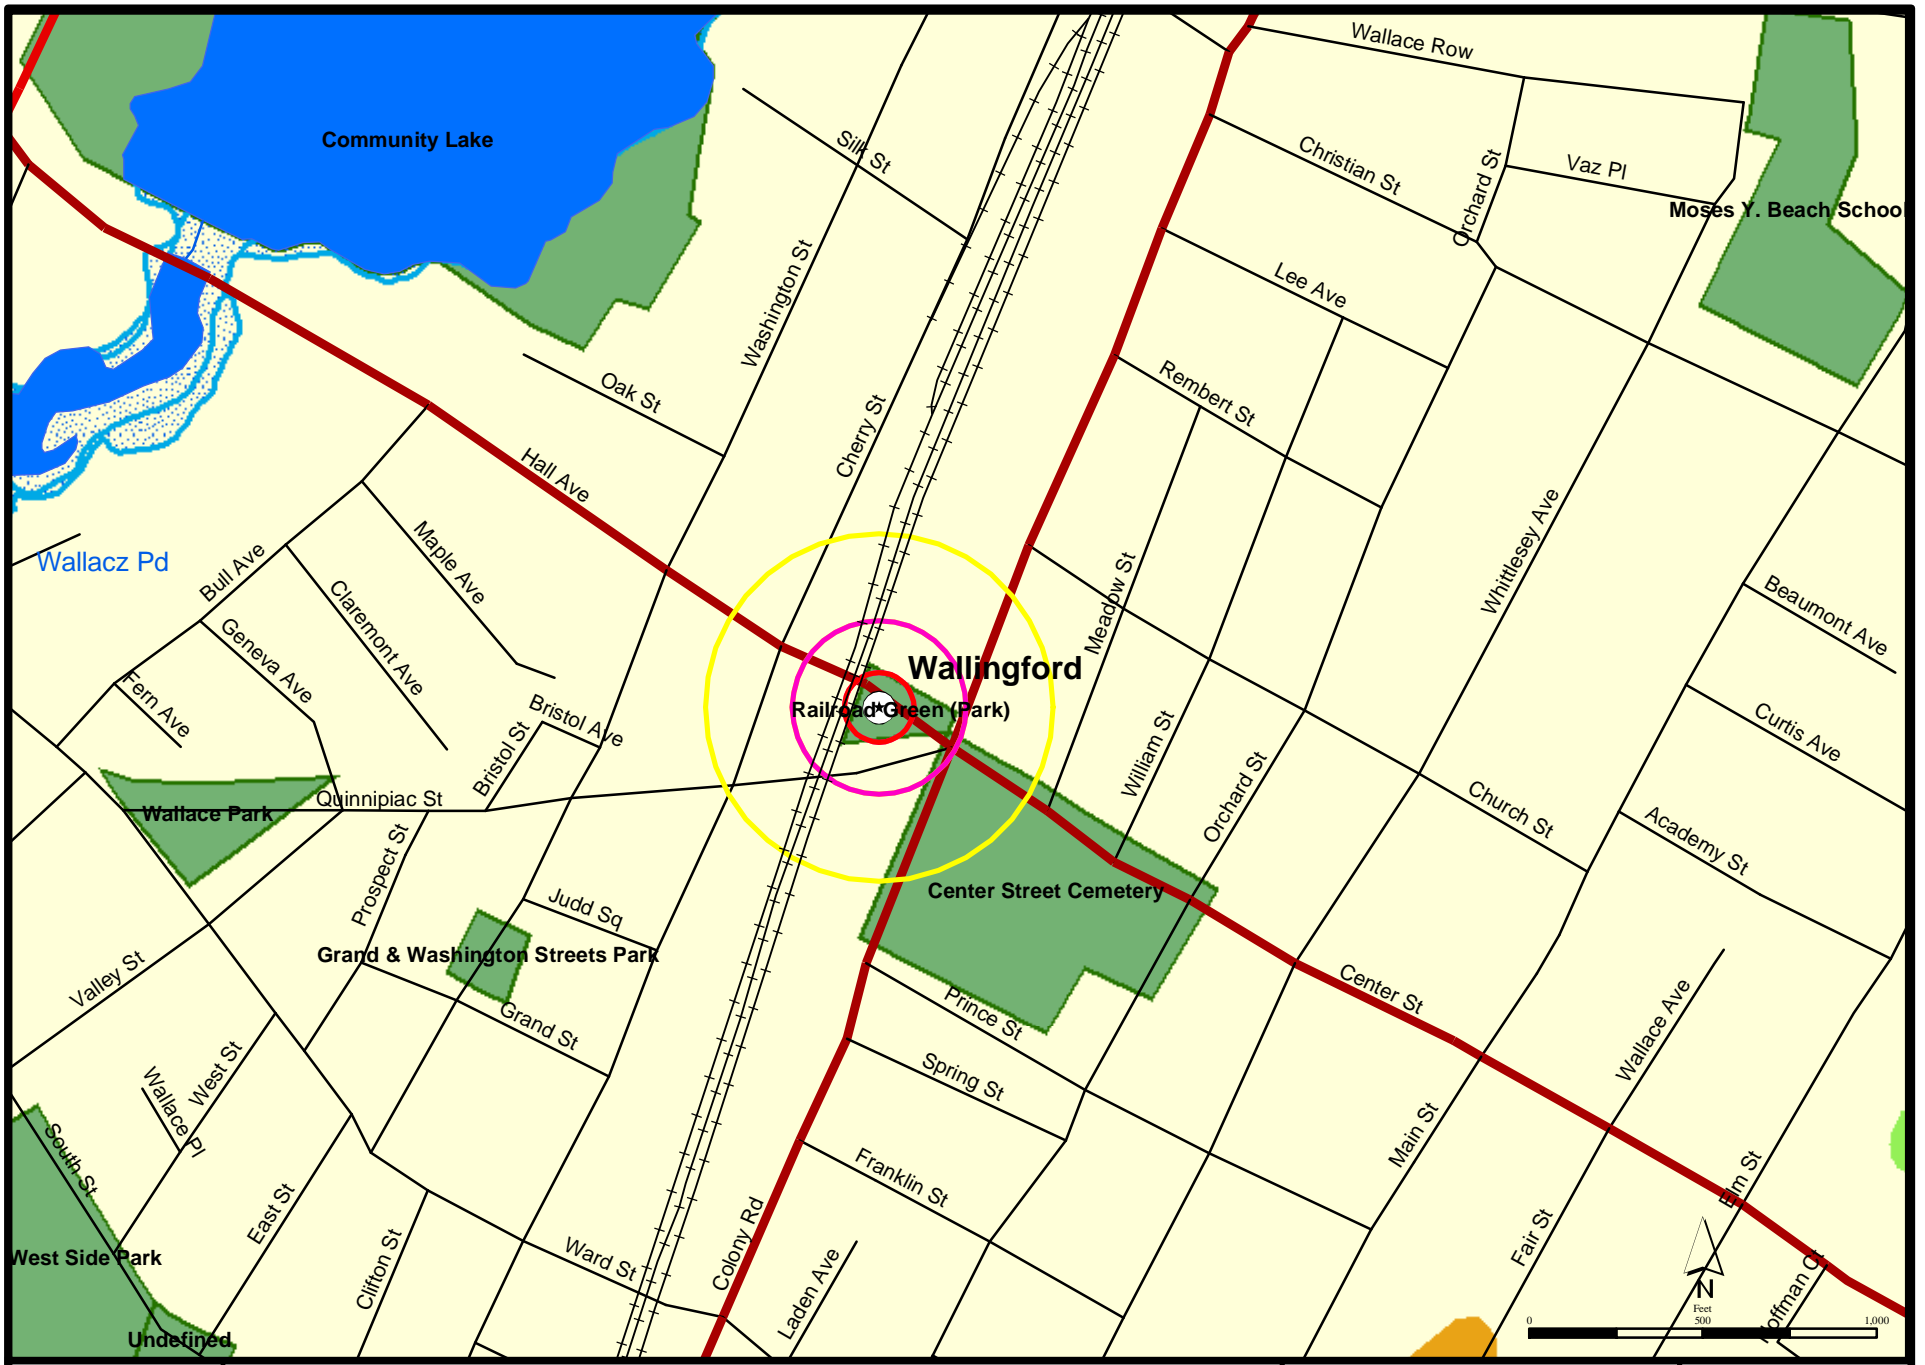 Wallace Row
Community Lake
Silk St
Christian St
Orchard St
Vaz Pl
Moses Y. Beach School
Washington St
Lee Ave
Oak St
Rembert St
Cherry St
Hall Ave
Whittlesey Ave
Wallacz Pd
Bull Ave
Maple Ave
Claremont Ave
Meadow St
Beaumont Ave
Geneva Ave
Fern Ave
Wallingford
Railroad Green (Park)
Bristol Ave
Bristol St
William St
Curtis Ave
Orchard St
Quinnipiac St
Wallace Park
Church St
Academy St
Prospect St
Center Street Cemetery
Judd Sq
Grand & Washington Streets Park
Valley St
Center St
Prince St
Grand St
Wallace Ave
West St
Wallace Pl
Spring St
South St
Main St
Franklin St
Elm St
East St
Fair St
West Side Park
Clifton St
Ward St
Colony Rd
Laden Ave
Hoffman Ct
N
Feet
0 500 1,000
Undefined